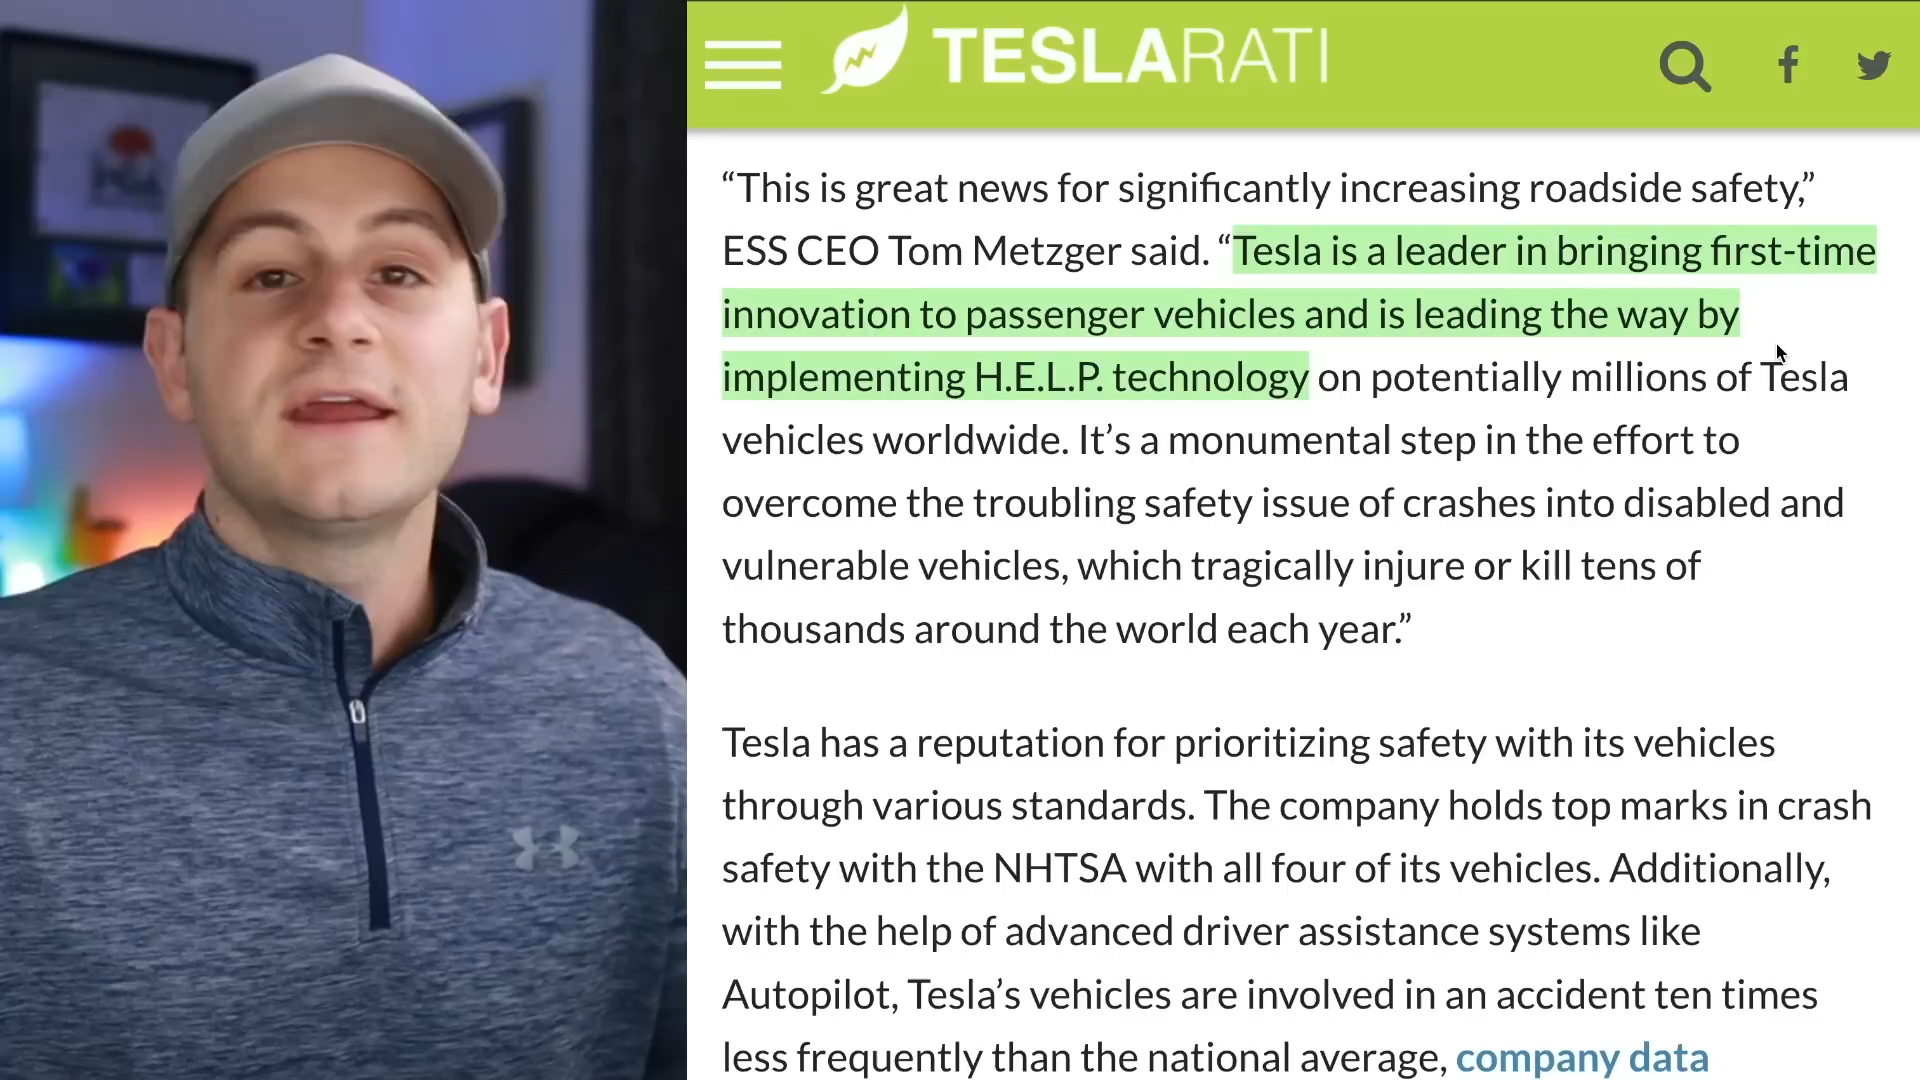 TESLARATI
“This is great news for significantly increasing roadside safety,”
ESS CEO Tom Metzger said. “Tesla is a leader in bringing first-time
innovation to passenger vehicles and is leading the way by
implementing H.E.L.P. technology on potentially millions of Tesla
vehicles worldwide. It’s a monumental step in the effort to
overcome the troubling safety issue of crashes into disabled and
vulnerable vehicles, which tragically injure or kill tens of
thousands around the world each year.”
Tesla has a reputation for prioritizing safety with its vehicles
through various standards. The company holds top marks in crash
safety with the NHTSA with all four of its vehicles. Additionally,
with the help of advanced driver assistance systems like
Autopilot, Tesla’s vehicles are involved in an accident ten times
less frequently than the national average, company data